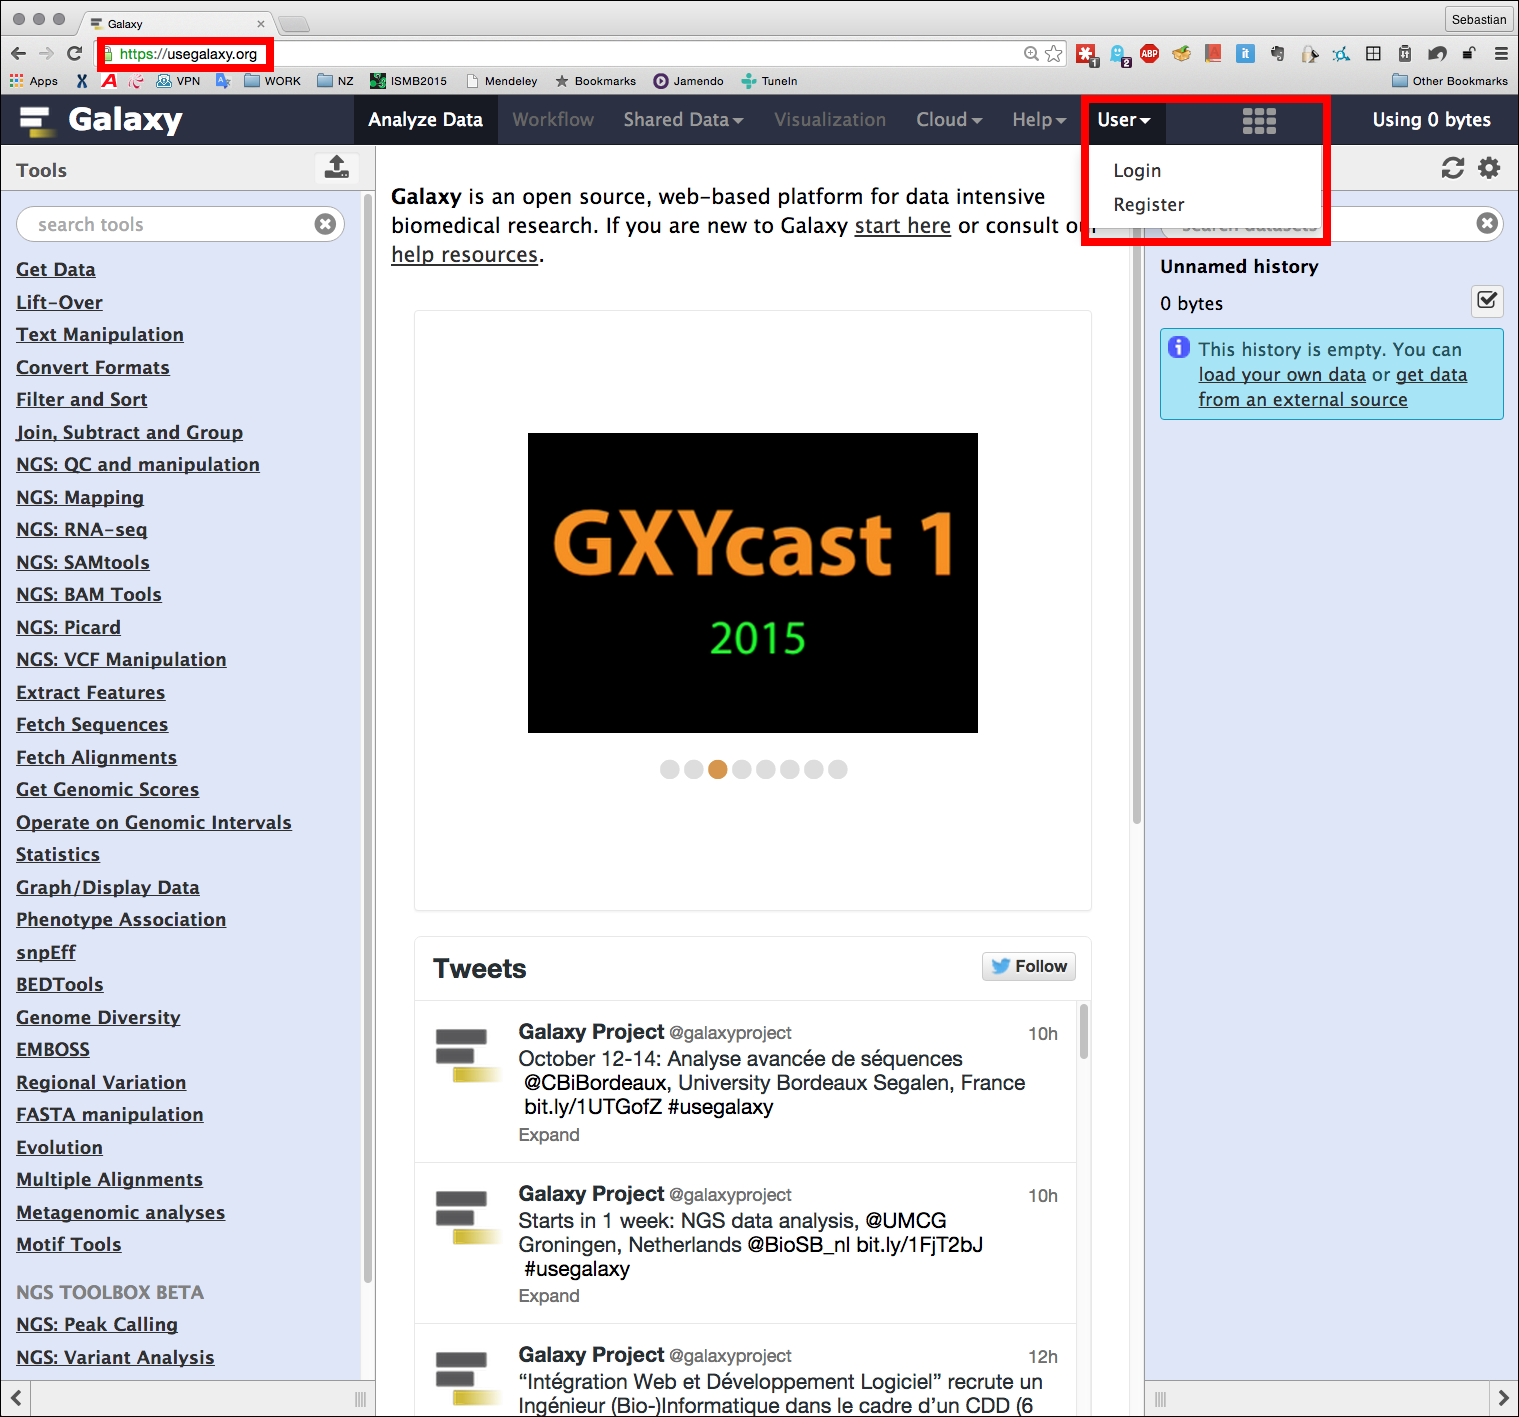 Galaxy
Sebastian
https://usegalaxy.org
1
2
ABP
it
Apps
VPN
WORK
NZ
ISMB2015
Mendeley
Bookmarks
Jamendo
TuneIn
Other Bookmarks
Galaxy
Analyze Data
Workflow
Shared Data
Visualization
Cloud
Help
User
Using 0 bytes
Login
Register
Tools
search tools
Get Data
Lift-Over
Text Manipulation
Convert Formats
Filter and Sort
Join, Subtract and Group
NGS: QC and manipulation
NGS: Mapping
NGS: RNA-seq
NGS: SAMtools
NGS: BAM Tools
NGS: Picard
NGS: VCF Manipulation
Extract Features
Fetch Sequences
Fetch Alignments
Get Genomic Scores
Operate on Genomic Intervals
Statistics
Graph/Display Data
Phenotype Association
snpEff
BEDTools
Genome Diversity
EMBOSS
Regional Variation
FASTA manipulation
Evolution
Multiple Alignments
Metagenomic analyses
Motif Tools
NGS TOOLBOX BETA
NGS: Peak Calling
NGS: Variant Analysis
Galaxy is an open source, web-based platform for data intensive
biomedical research. If you are new to Galaxy start here or consult
help resources.
GXYcast 1
2015
Tweets
Follow
Galaxy Project @galaxyproject 10h
October 12-14: Analyse avancée de séquences
@CBiBordeaux, University Bordeaux Segalen, France
bit.ly/1UTGofZ #usegalaxy
Expand
Galaxy Project @galaxyproject 10h
Starts in 1 week: NGS data analysis, @UMCG
Groningen, Netherlands @BioSB_nl bit.ly/1FjT2bJ
#usegalaxy
Expand
Galaxy Project @galaxyproject 12h
“Intégration Web et Développement Logiciel” recrute un
Ingénieur (Bio-)Informatique dans le cadre d’un CDD (6
search datasets
Unnamed history
0 bytes
This history is empty. You can
load your own data or get data
from an external source